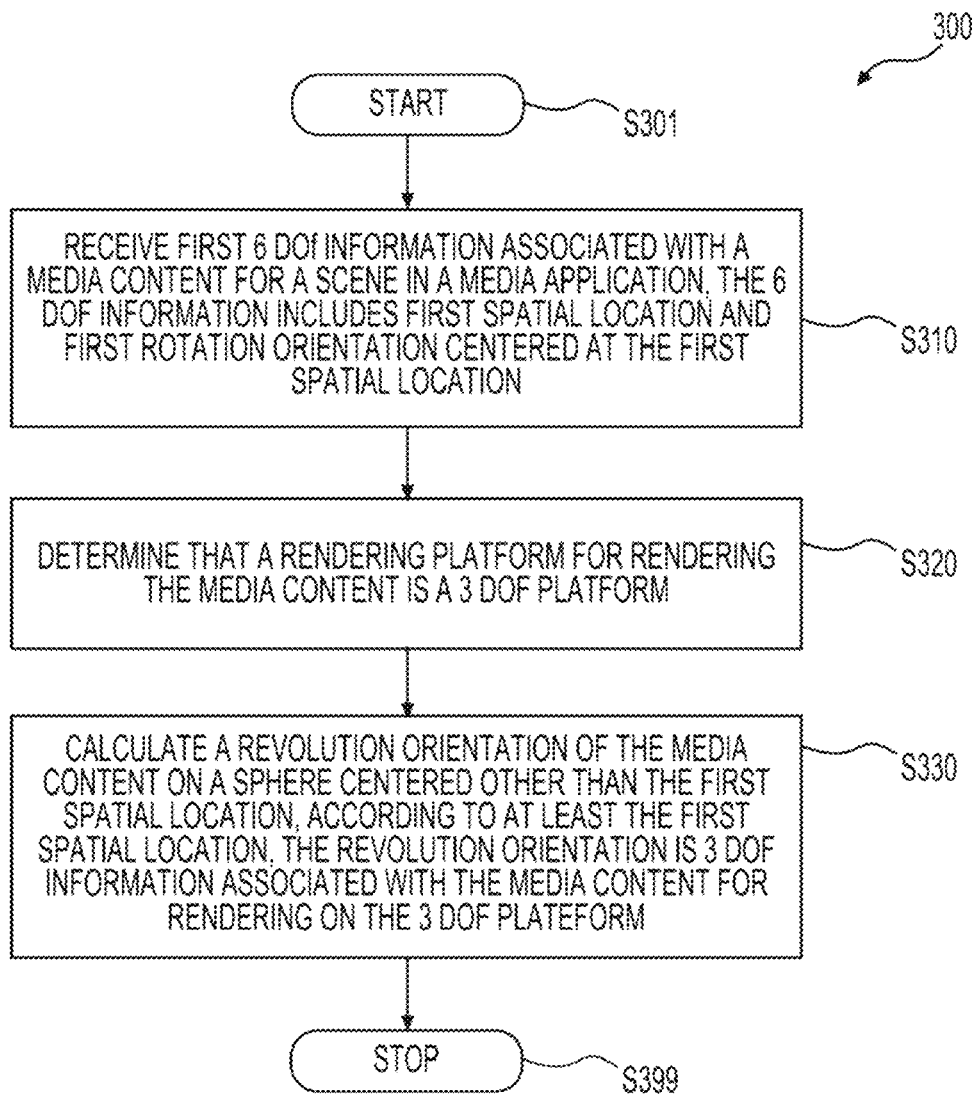 300
START
S301
RECEIVE FIRST 6 DOf INFORMATION ASSOCIATED WITH A
MEDIA CONTENT FOR A SCENE IN A MEDIA APPLICATION, THE 6
DOF INFORMATION INCLUDES FIRST SPATIAL LOCATION AND
FIRST ROTATION ORIENTATION CENTERED AT THE FIRST
SPATIAL LOCATION
S310
DETERMINE THAT A RENDERING PLATFORM FOR RENDERING
THE MEDIA CONTENT IS A 3 DOF PLATFORM
S320
CALCULATE A REVOLUTION ORIENTATION OF THE MEDIA
CONTENT ON A SPHERE CENTERED OTHER THAN THE FIRST
SPATIAL LOCATION, ACCORDING TO AT LEAST THE FIRST
SPATIAL LOCATION, THE REVOLUTION ORIENTATION IS 3 DOF
INFORMATION ASSOCIATED WITH THE MEDIA CONTENT FOR
RENDERING ON THE 3 DOF PLATEFORM
S330
STOP
S399